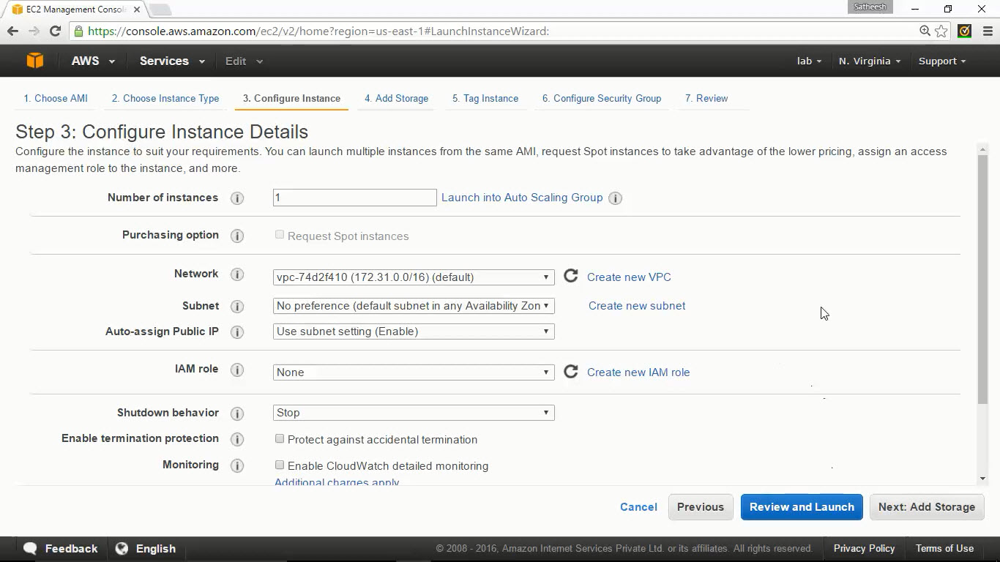 EC2 Management Consol
Satheesh
https://console.aws.amazon.com/ec2/v2/home?region=us-east-1#LaunchInstanceWizard:
AWS Services Edit lab N. Virginia Support
1. Choose AMI 2. Choose Instance Type 3. Configure Instance 4. Add Storage 5. Tag Instance 6. Configure Security Group 7. Review
Step 3: Configure Instance Details
Configure the instance to suit your requirements. You can launch multiple instances from the same AMI, request Spot instances to take advantage of the lower pricing, assign an access
management role to the instance, and more.
Number of instances 1 Launch into Auto Scaling Group
Purchasing option Request Spot instances
Network vpc-74d2f410 (172.31.0.0/16) (default) Create new VPC
Subnet No preference (default subnet in any Availability Zon Create new subnet
Auto-assign Public IP Use subnet setting (Enable)
IAM role None Create new IAM role
Shutdown behavior Stop
Enable termination protection Protect against accidental termination
Monitoring Enable CloudWatch detailed monitoring
Additional charges apply
Cancel Previous Review and Launch Next: Add Storage
Feedback English © 2008 - 2016, Amazon Internet Services Private Ltd. or its affiliates. All rights reserved. Privacy Policy Terms of Use